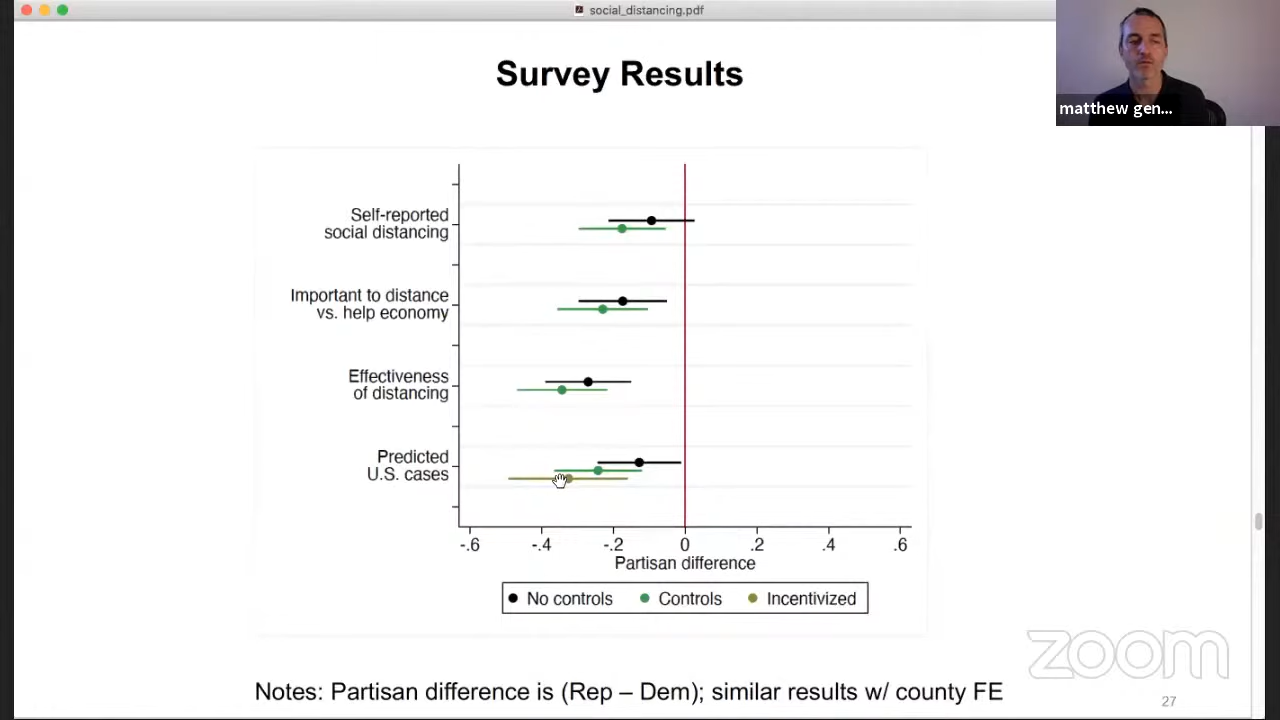 social_distancing.pdf
matthew gen...
Survey Results
Self-reported
social distancing
Important to distance
vs. help economy
Effectiveness
of distancing
Predicted
U.S. cases
-.6 -.4 -.2 0 .2 .4 .6
Partisan difference
No controls Controls Incentivized
zoom
Notes: Partisan difference is (Rep – Dem); similar results w/ county FE
27